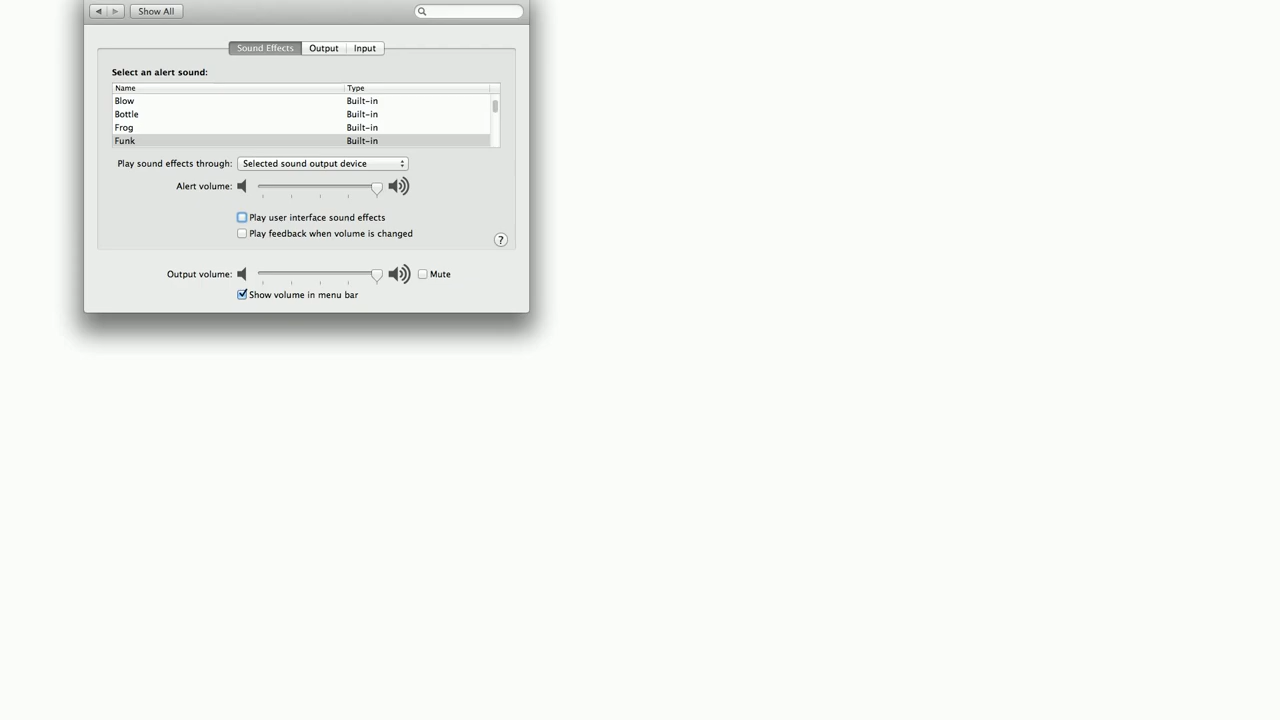 Show All
Sound Effects Output Input
Select an alert sound:
Name Type
Blow Built-in
Bottle Built-in
Frog Built-in
Funk Built-in
Play sound effects through: Selected sound output device
Alert volume:
Play user interface sound effects
Play feedback when volume is changed
?
Output volume: Mute
Show volume in menu bar